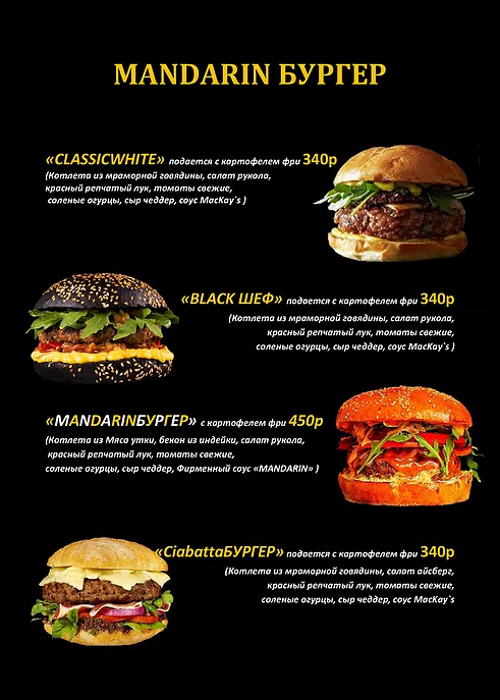 MANDARIN БУРГЕР
«CLASSICWHITE» подается с картофелем фри 340р
(Котлета из мраморной говядины, салат рукола,
красный репчатый лук, томаты свежие,
соленые огурцы, сыр чеддер, соус MacKay`s )
«BLACK ШЕФ» подается с картофелем фри 340р
(Котлета из мраморной говядины, салат рукола,
красный репчатый лук, томаты свежие,
соленые огурцы, сыр чеддер, соус MacKay`s )
«MANDARINБУРГЕР» с картофелем фри 450р
(Котлета из Мяса утки, бекон из индейки, салат рукола,
красный репчатый лук, томаты свежие,
соленые огурцы, сыр чеддер, Фирменный соус «MANDARIN» )
«CiabattaБУРГЕР» подается с картофелем фри 340р
(Котлета из мраморной говядины, салат айсберг,
красный репчатый лук, томаты свежие,
соленые огурцы, сыр чеддер, соус MacKay`s